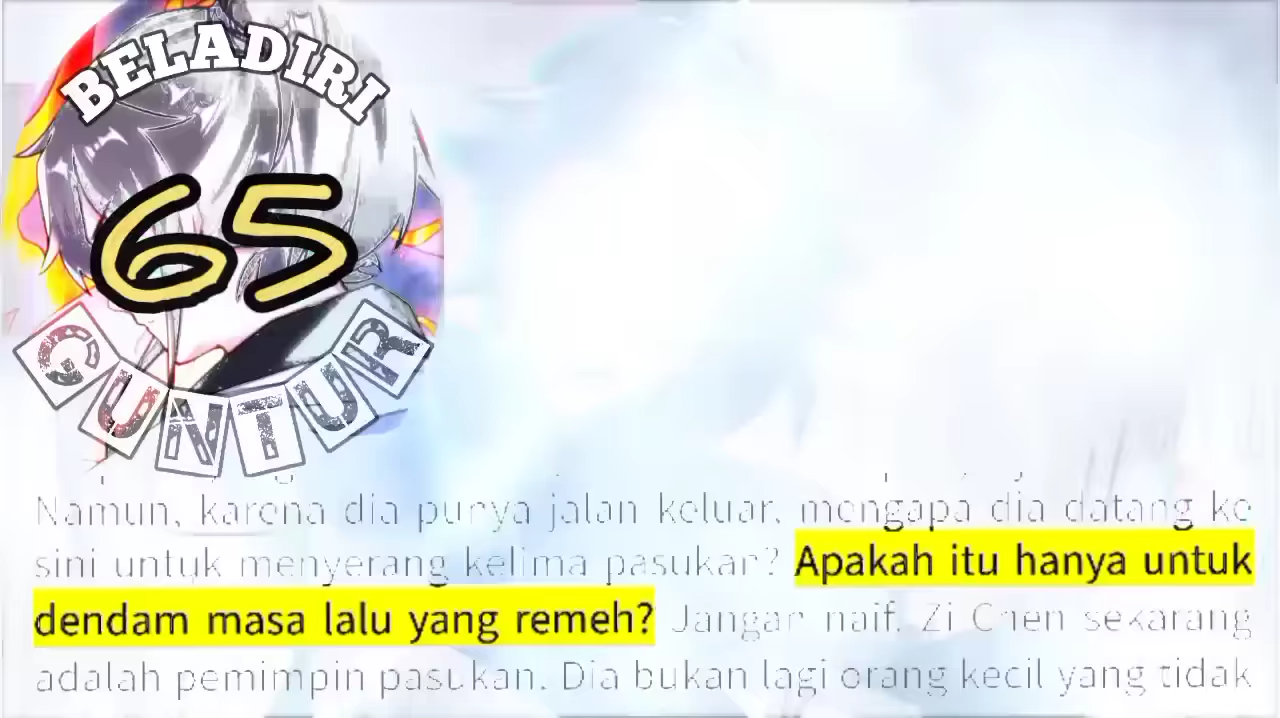 BELADIRI
65
GUNTUR
Namun, karena dia punya jalan keluar, mengapa dia datang ke
sini untuk menyerang kelima pasukan? Apakah itu hanya untuk
dendam masa lalu yang remeh? Jangan naif. Zi Chen sekarang
adalah pemimpin pasukan. Dia bukan lagi orang kecil yang tidak